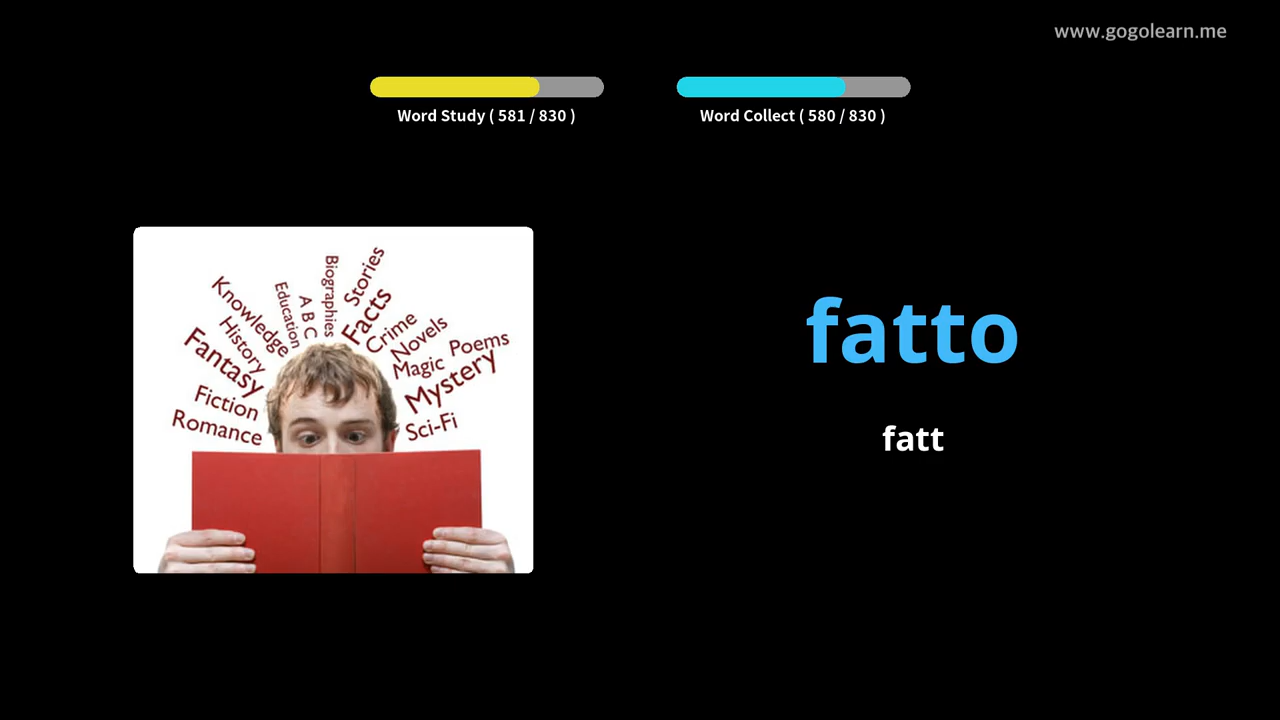 www.gogolearn.me
Word Study ( 581 / 830 )
Word Collect ( 580 / 830 )
Romance
Fiction
Fantasy
History
Knowledge
Education
A B C
Biographies
Stories
Facts
Crime
Novels
Magic
Poems
Mystery
Sci-Fi
fatto
fatt